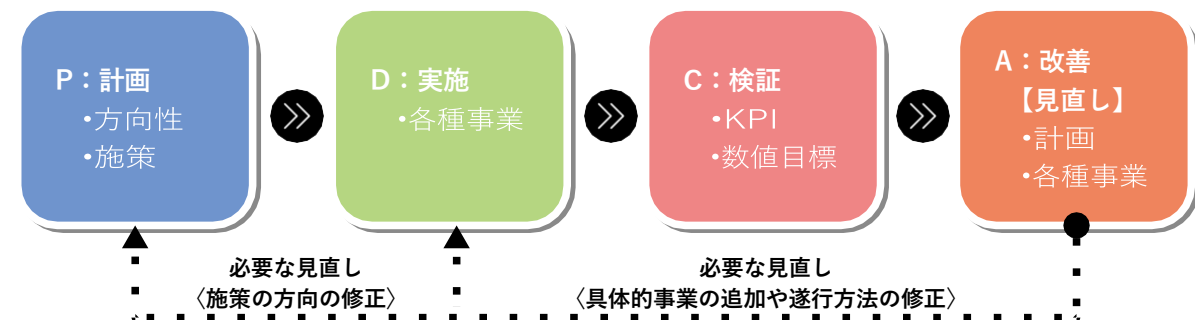 P：計画
・方向性
・施策
D：実施
・各種事業
C：検証
・KPI
・数値目標
A：改善
【見直し】
・計画
・各種事業
必要な見直し
〈施策の方向の修正〉
必要な見直し
〈具体的事業の追加や遂行方法の修正〉